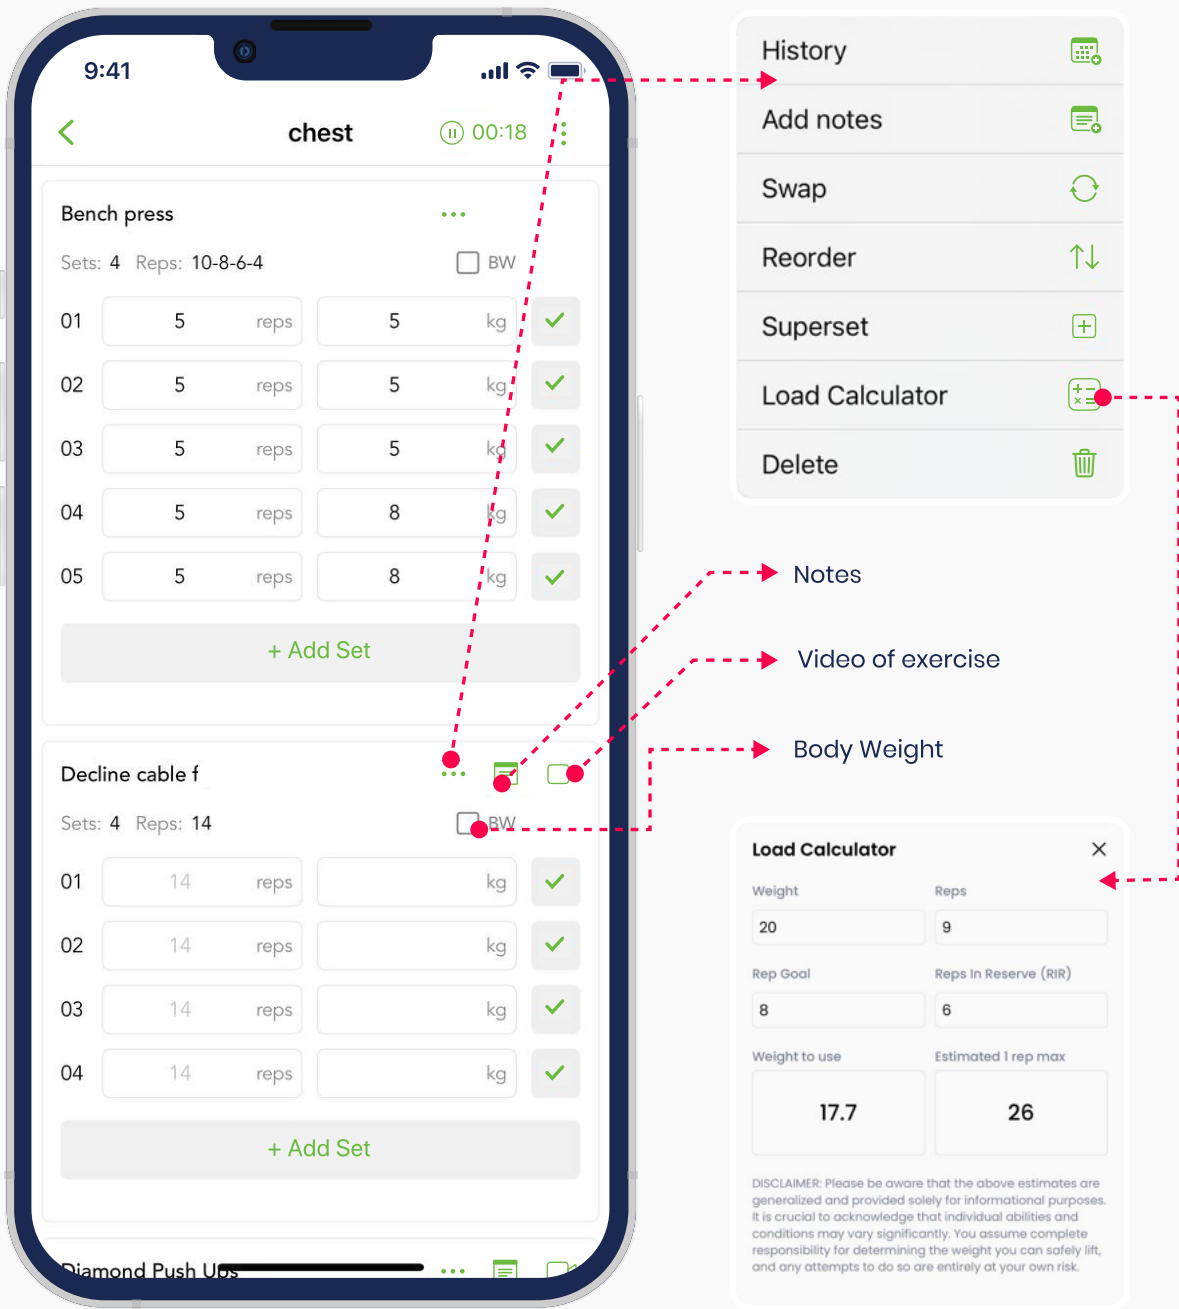 9:41
chest
00:18
Bench press
Sets: 4 Reps: 10-8-6-4
BW
01 5 reps 5 kg
02 5 reps 5 kg
03 5 reps 5 kg
04 5 reps 8 kg
05 5 reps 8 kg
+ Add Set
Decline cable f
Sets: 4 Reps: 14
BW
01 14 reps kg
02 14 reps kg
03 14 reps kg
04 14 reps kg
+ Add Set
Diamond Push Ups
History
Add notes
Swap
Reorder
Superset
Load Calculator
Delete
Notes
Video of exercise
Body Weight
Load Calculator
Weight Reps
20 9
Rep Goal Reps In Reserve (RIR)
8 6
Weight to use Estimated 1 rep max
17.7 26
DISCLAIMER: Please be aware that the above estimates are
generalized and provided solely for informational purposes.
It is crucial to acknowledge that individual abilities and
conditions may vary significantly. You assume complete
responsibility for determining the weight you can safely lift,
and any attempts to do so are entirely at your own risk.